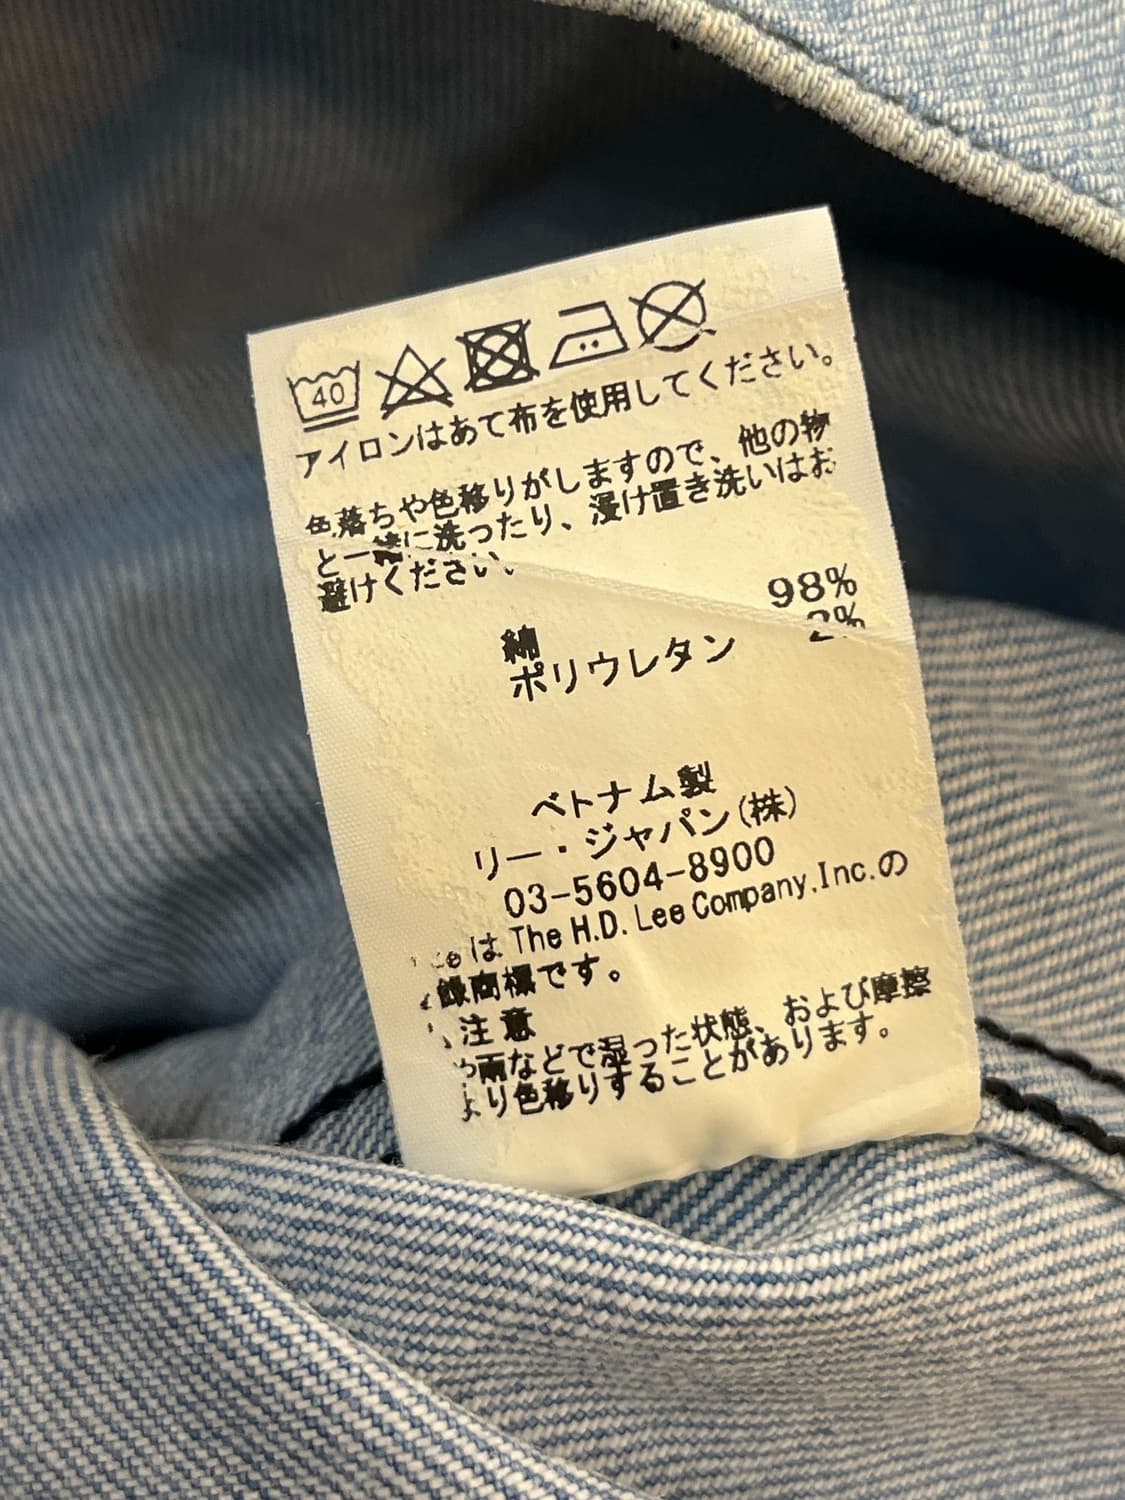 40
アイロンはあて布を使用してください。
色落ちや色移りがしますので、他の物
と一緒に洗ったり、浸け置き洗いはお
避けください。
綿 98%
ポリウレタン 2%
ベトナム製
リー・ジャパン(株)
03-5604-8900
は The H.D. Lee Company,Inc.の
録商標です。
注意
や雨などで湿った状態、および摩擦
より色移りすることがあります。